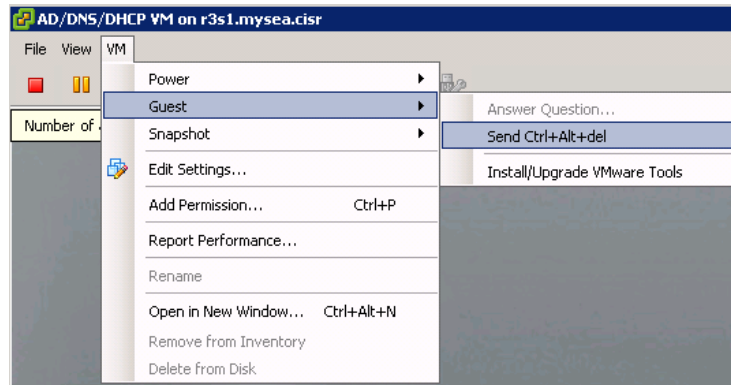 AD/DNS/DHCP VM on r3s1.mysea.cisr
File View VM
Number of
Power
Guest
Snapshot
Edit Settings...
Add Permission... Ctrl+P
Report Performance...
Rename
Open in New Window... Ctrl+Alt+N
Remove from Inventory
Delete from Disk
Answer Question...
Send Ctrl+Alt+del
Install/Upgrade VMware Tools